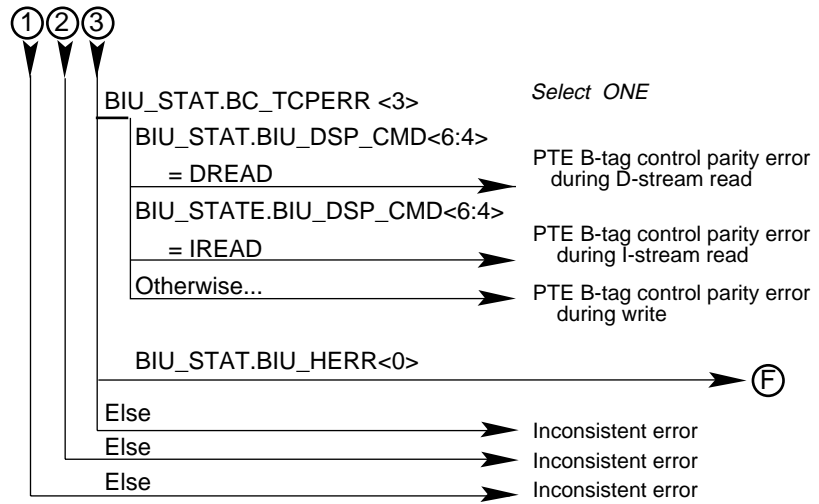 1 2 3
BIU_STAT.BC_TCPERR <3>
Select ONE
BIU_STAT.BIU_DSP_CMD<6:4>
= DREAD
PTE B-tag control parity error
during D-stream read
BIU_STATE.BIU_DSP_CMD<6:4>
= IREAD
PTE B-tag control parity error
during I-stream read
Otherwise...
PTE B-tag control parity error
during write
BIU_STAT.BIU_HERR<0>
F
Else
Inconsistent error
Else
Inconsistent error
Else
Inconsistent error